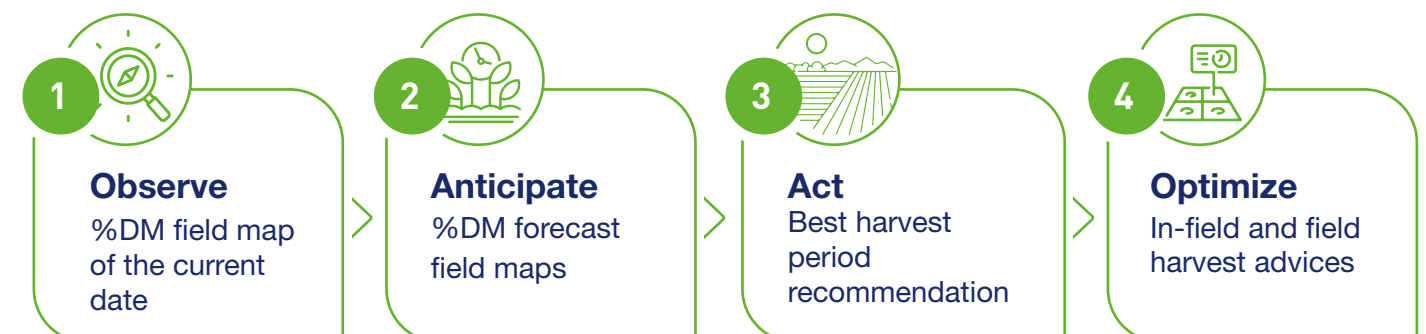 1
Observe
%DM field map
of the current
date
2
Anticipate
%DM forecast
field maps
3
Act
Best harvest
period
recommendation
4
Optimize
In-field and field
harvest advices